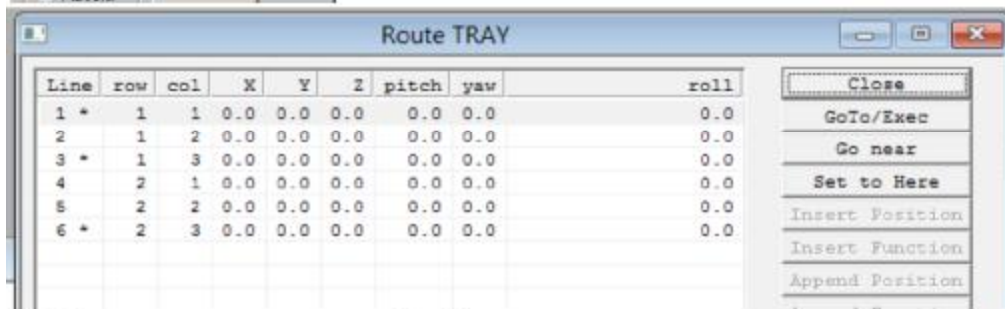 Route TRAY
Line row col X Y Z pitch yaw roll
1 * 1 1 0.0 0.0 0.0 0.0 0.0 0.0
2 1 2 0.0 0.0 0.0 0.0 0.0 0.0
3 * 1 3 0.0 0.0 0.0 0.0 0.0 0.0
4 2 1 0.0 0.0 0.0 0.0 0.0 0.0
5 2 2 0.0 0.0 0.0 0.0 0.0 0.0
6 * 2 3 0.0 0.0 0.0 0.0 0.0 0.0
Close
GoTo/Exec
Go near
Set to Here
Insert Position
Insert Function
Append Position